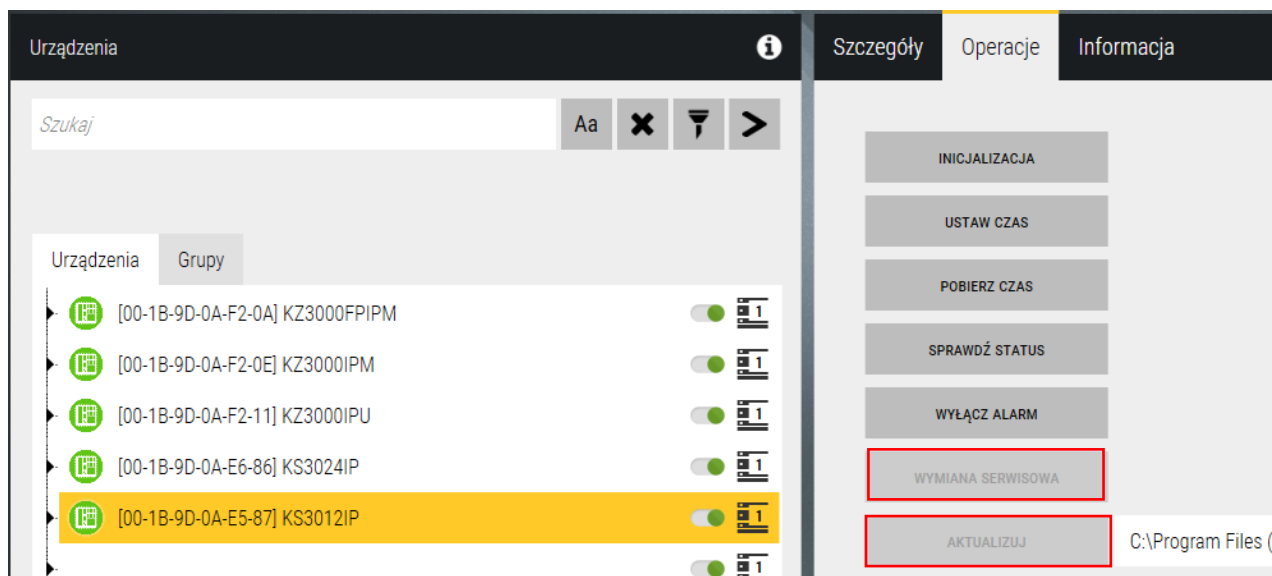 Urządzenia
Szczegóły Operacje Informacja
Szukaj
Aa
Urządzenia Grupy
[00-1B-9D-0A-F2-0A] KZ3000FPIPM
1
[00-1B-9D-0A-F2-0E] KZ3000IPM
1
[00-1B-9D-0A-F2-11] KZ3000IPU
1
[00-1B-9D-0A-E6-86] KS3024IP
1
[00-1B-9D-0A-E5-87] KS3012IP
1
1
INICJALIZACJA
USTAW CZAS
POBIERZ CZAS
SPRAWDŹ STATUS
WYŁĄCZ ALARM
WYMIANA SERWISOWA
AKTUALIZUJ
C:\Program Files (